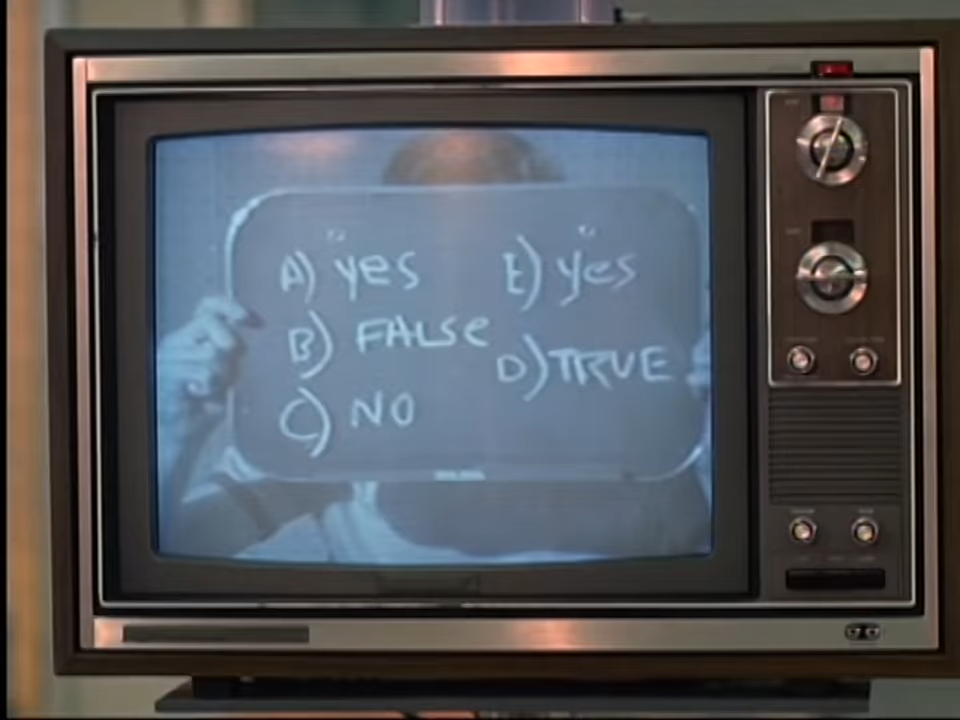 A) yes
B) FALSE
C) NO
E) yes
D) TRUE